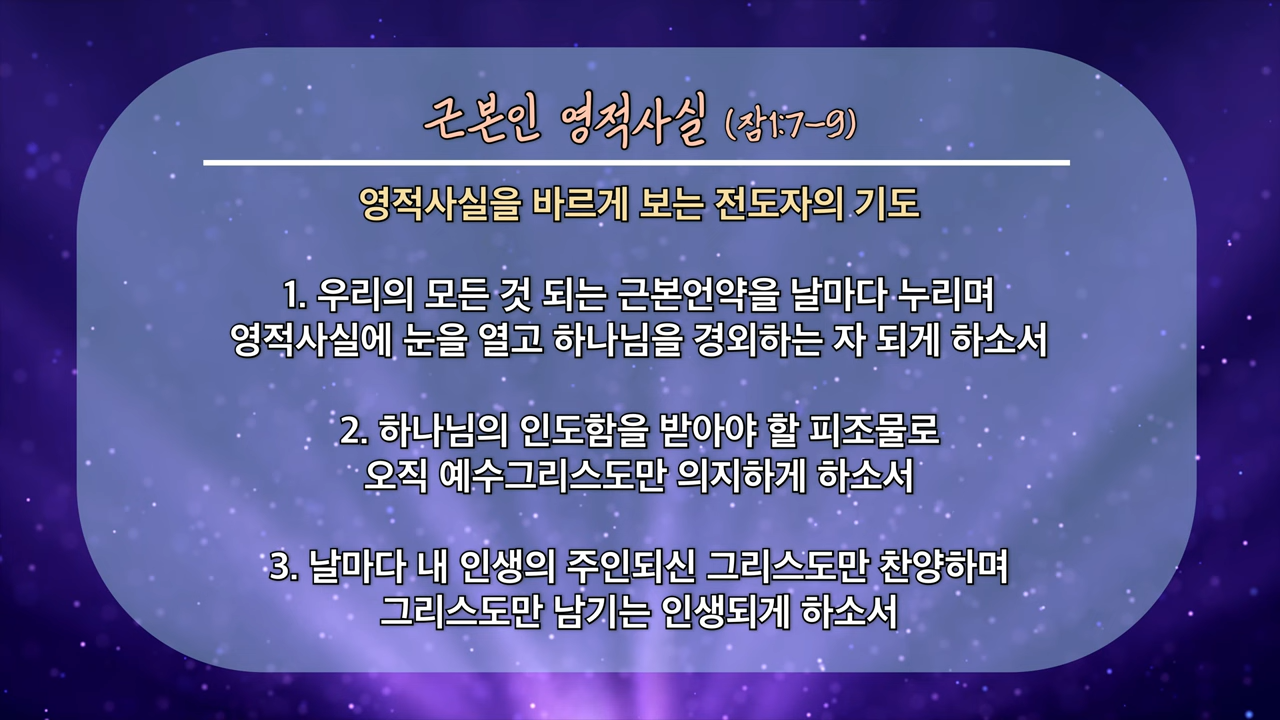 근본인 영적사실 (잠1:7-9)
영적사실을 바르게 보는 전도자의 기도
1. 우리의 모든 것 되는 근본언약을 날마다 누리며
영적사실에 눈을 열고 하나님을 경외하는 자 되게 하소서
2. 하나님의 인도함을 받아야 할 피조물로
오직 예수그리스도만 의지하게 하소서
3. 날마다 내 인생의 주인되신 그리스도만 찬양하며
그리스도만 남기는 인생되게 하소서